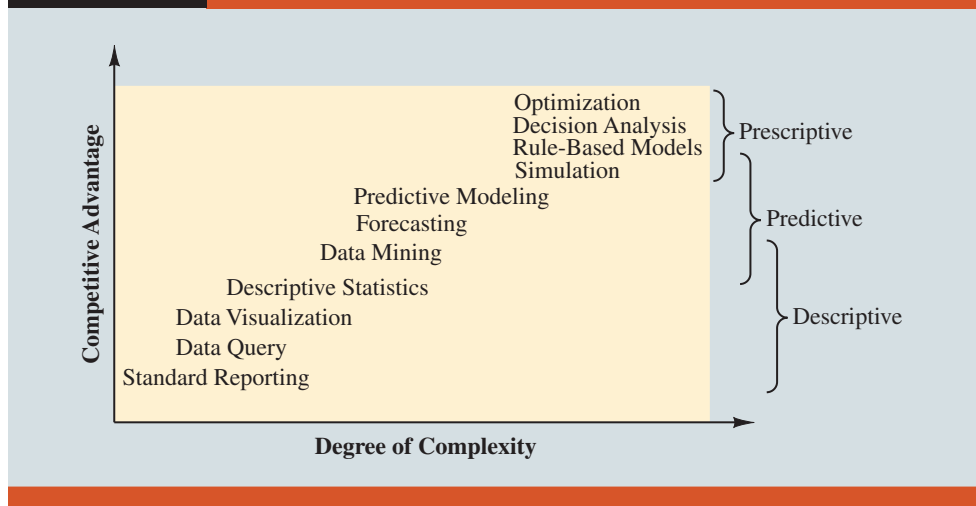 Competitive Advantage
Optimization
Decision Analysis
Rule-Based Models
Simulation
Predictive Modeling
Forecasting
Data Mining
Descriptive Statistics
Data Visualization
Data Query
Standard Reporting
Prescriptive
Predictive
Descriptive
Degree of Complexity